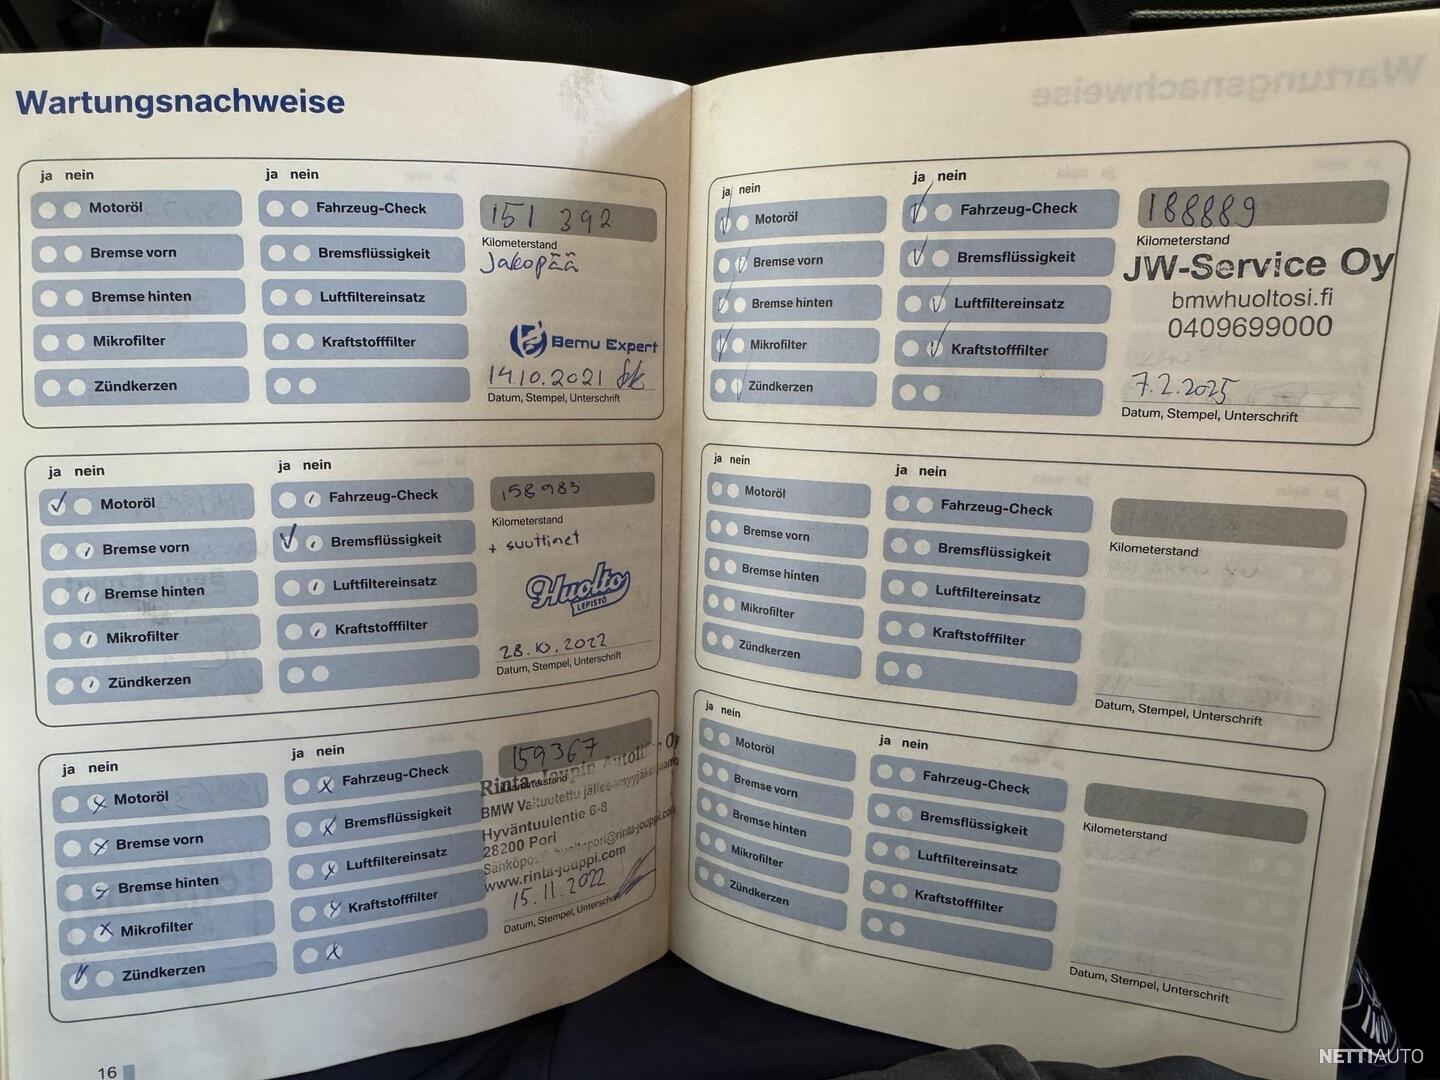 Wartungsnachweise
ja nein
Motoröl
Bremse vorn
Bremse hinten
Mikrofilter
Zündkerzen
ja nein
Fahrzeug-Check
Bremsflüssigkeit
Luftfiltereinsatz
Kraftstofffilter
151 392
Kilometerstand
Jakopää
Bemu Expert
14.10.2021
Datum, Stempel, Unterschrift
ja nein
Motoröl
Bremse vorn
Bremse hinten
Mikrofilter
Zündkerzen
ja nein
Fahrzeug-Check
Bremsflüssigkeit
Luftfiltereinsatz
Kraftstofffilter
158983
Kilometerstand
+ suuttimet
Huolto
LEPISTÖ
28.10.2022
Datum, Stempel, Unterschrift
ja nein
Motoröl
Bremse vorn
Bremse hinten
Mikrofilter
Zündkerzen
ja nein
Fahrzeug-Check
Bremsflüssigkeit
Luftfiltereinsatz
Kraftstofffilter
159367
Kilometerstand
Rinta-Joupin Oy
BMW Valtuutettu
Hyväntuulentie 6-8
28200 Pori
www.rinta-jouppi.com
15.11.2022
Datum, Stempel, Unterschrift
16
ja nein
Motoröl
Bremse vorn
Bremse hinten
Mikrofilter
Zündkerzen
ja nein
Fahrzeug-Check
Bremsflüssigkeit
Luftfiltereinsatz
Kraftstofffilter
188889
Kilometerstand
JW-Service Oy
bmwhuoltosi.fi
0409699000
7.2.2025
Datum, Stempel, Unterschrift
ja nein
Motoröl
Bremse vorn
Bremse hinten
Mikrofilter
Zündkerzen
ja nein
Fahrzeug-Check
Bremsflüssigkeit
Luftfiltereinsatz
Kraftstofffilter
Kilometerstand
Datum, Stempel, Unterschrift
ja nein
Motoröl
Bremse vorn
Bremse hinten
Mikrofilter
Zündkerzen
ja nein
Fahrzeug-Check
Bremsflüssigkeit
Luftfiltereinsatz
Kraftstofffilter
Kilometerstand
Datum, Stempel, Unterschrift
NETTIAUTO